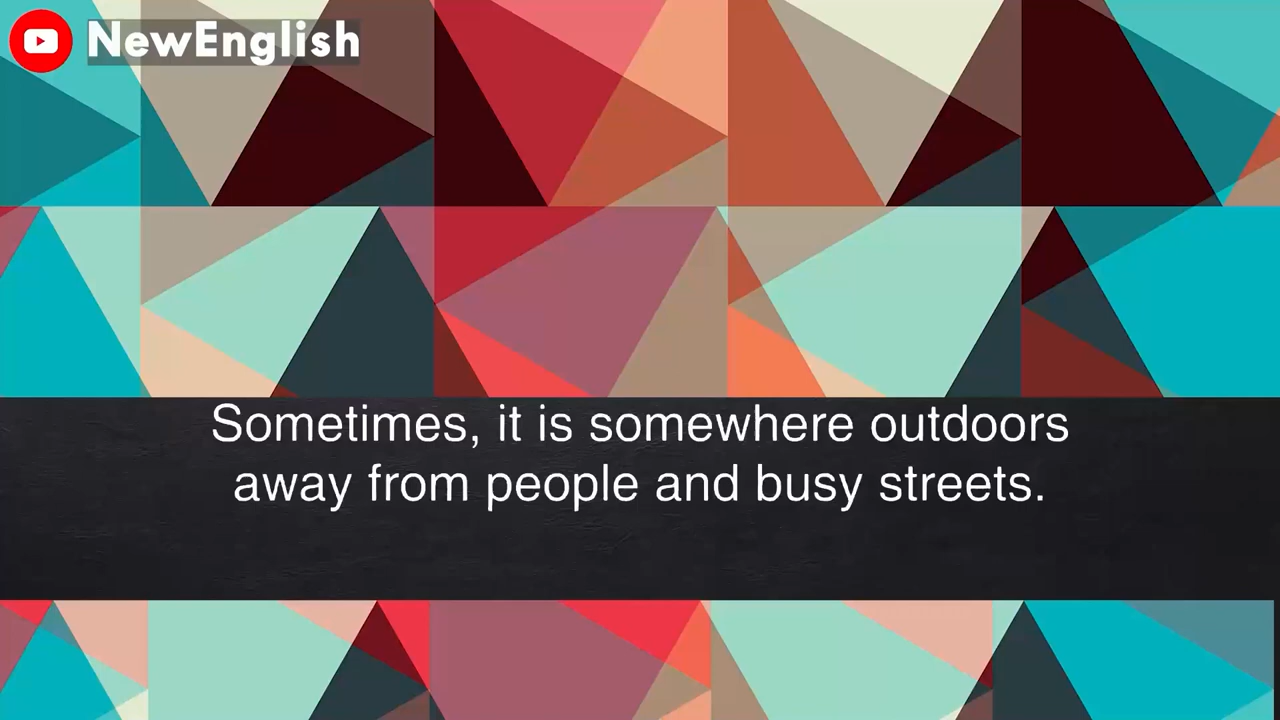 NewEnglish
Sometimes, it is somewhere outdoors
away from people and busy streets.